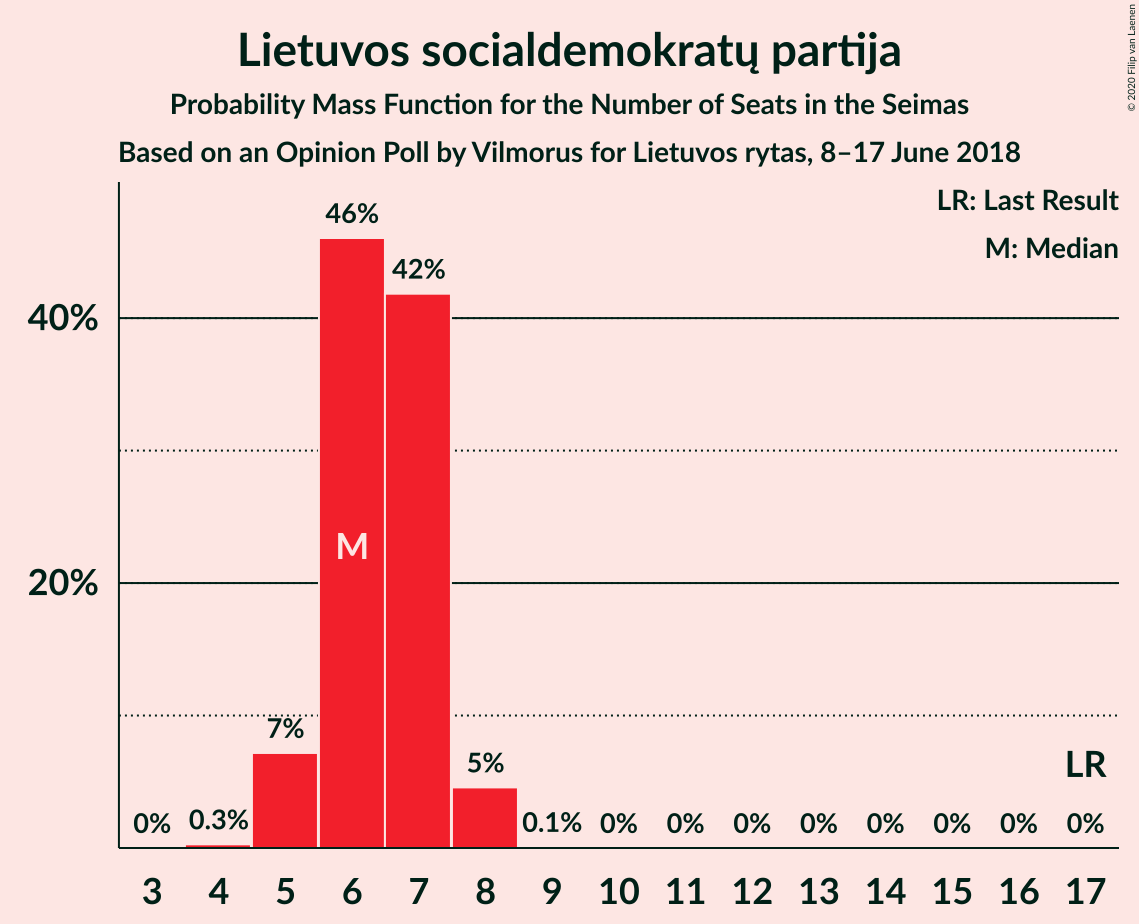 Lietuvos socialdemokratų partija
Probability Mass Function for the Number of Seats in the Seimas
Based on an Opinion Poll by Vilmorus for Lietuvos rytas, 8–17 June 2018
© 2020 Filip van Laenen
LR: Last Result
M: Median
46%
42%
40%
M
20%
7%
5%
LR
0% 0.3% 0.1% 0% 0% 0% 0% 0% 0% 0% 0%
3 4 5 6 7 8 9 10 11 12 13 14 15 16 17